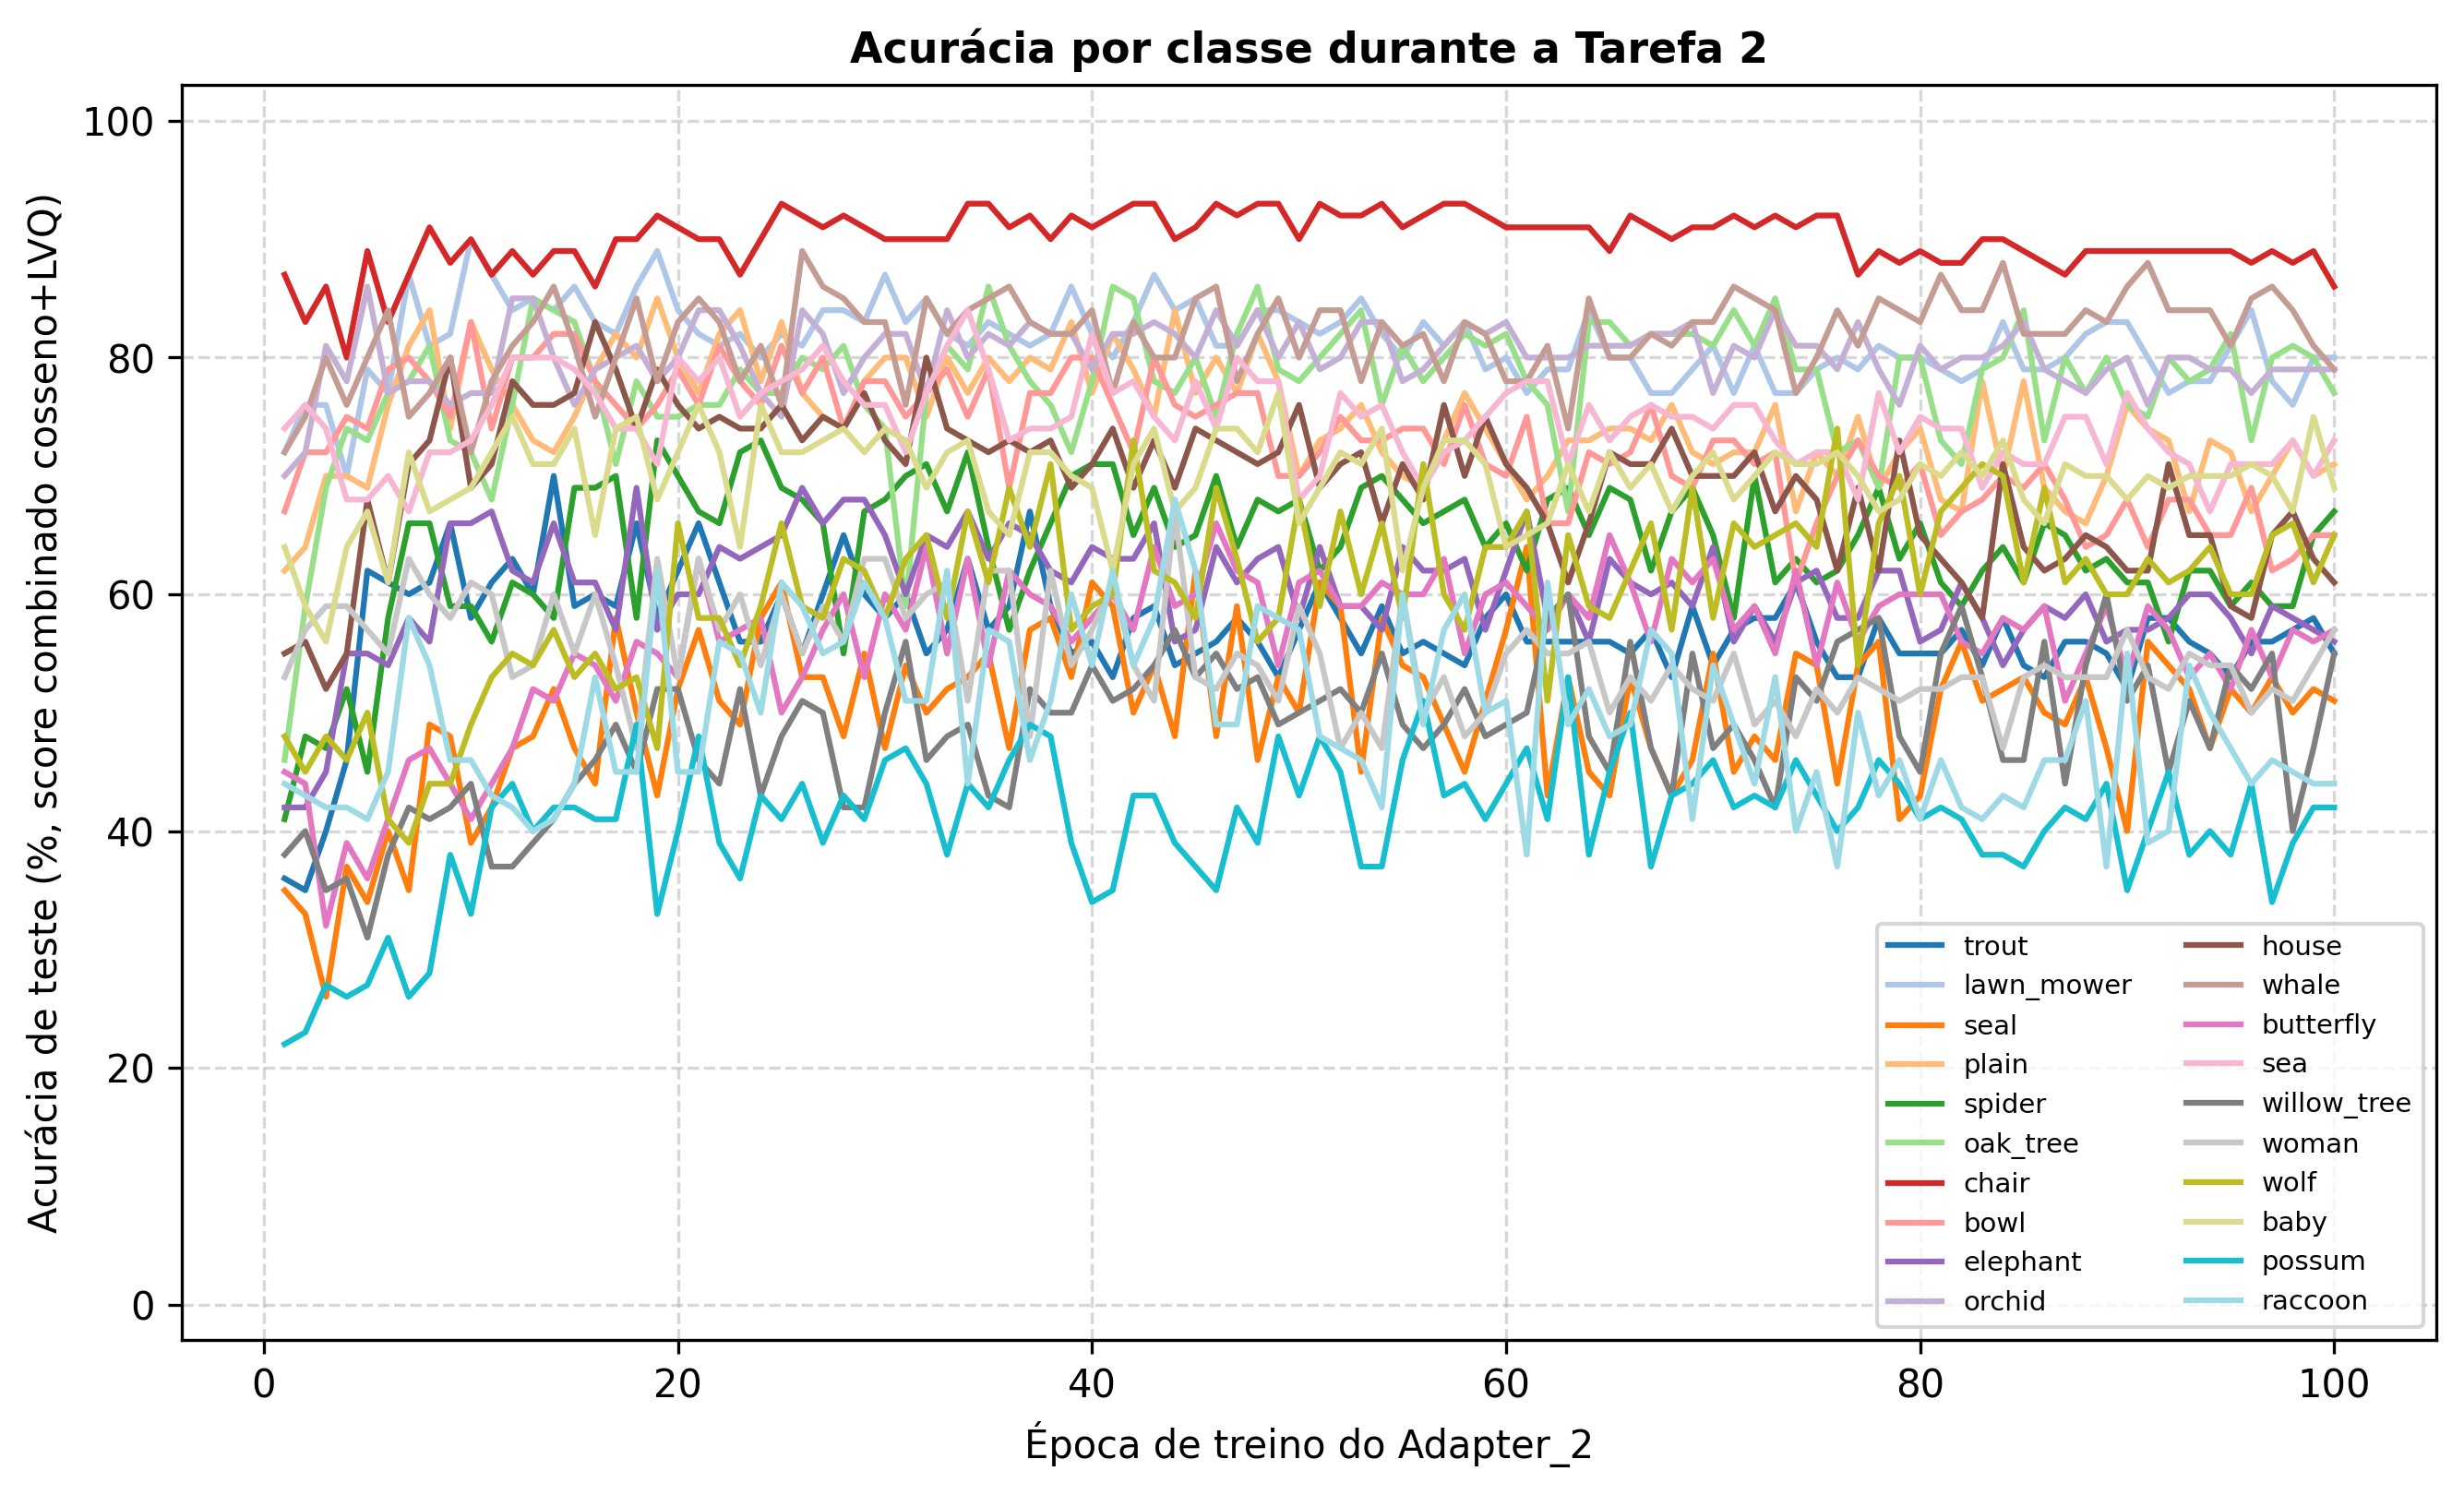 Acurácia por classe durante a Tarefa 2
Acurácia de teste (%, score combinado cosseno+LVQ)
100
80
60
40
20
0
0 20 40 60 80 100
Época de treino do Adapter_2
trout
lawn_mower
seal
plain
spider
oak_tree
chair
bowl
elephant
orchid
house
whale
butterfly
sea
willow_tree
woman
wolf
baby
possum
raccoon